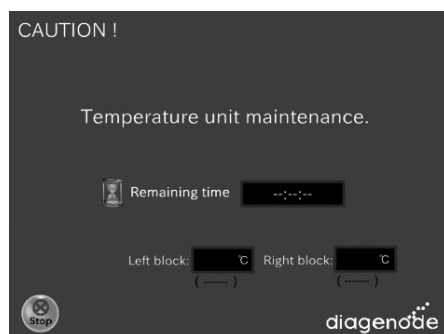 CAUTION !
Temperature unit maintenance.
Remaining time --:--:--
Left block: ℃ Right block: ℃
( ------- ) ( ------- )
Stop
diagenode